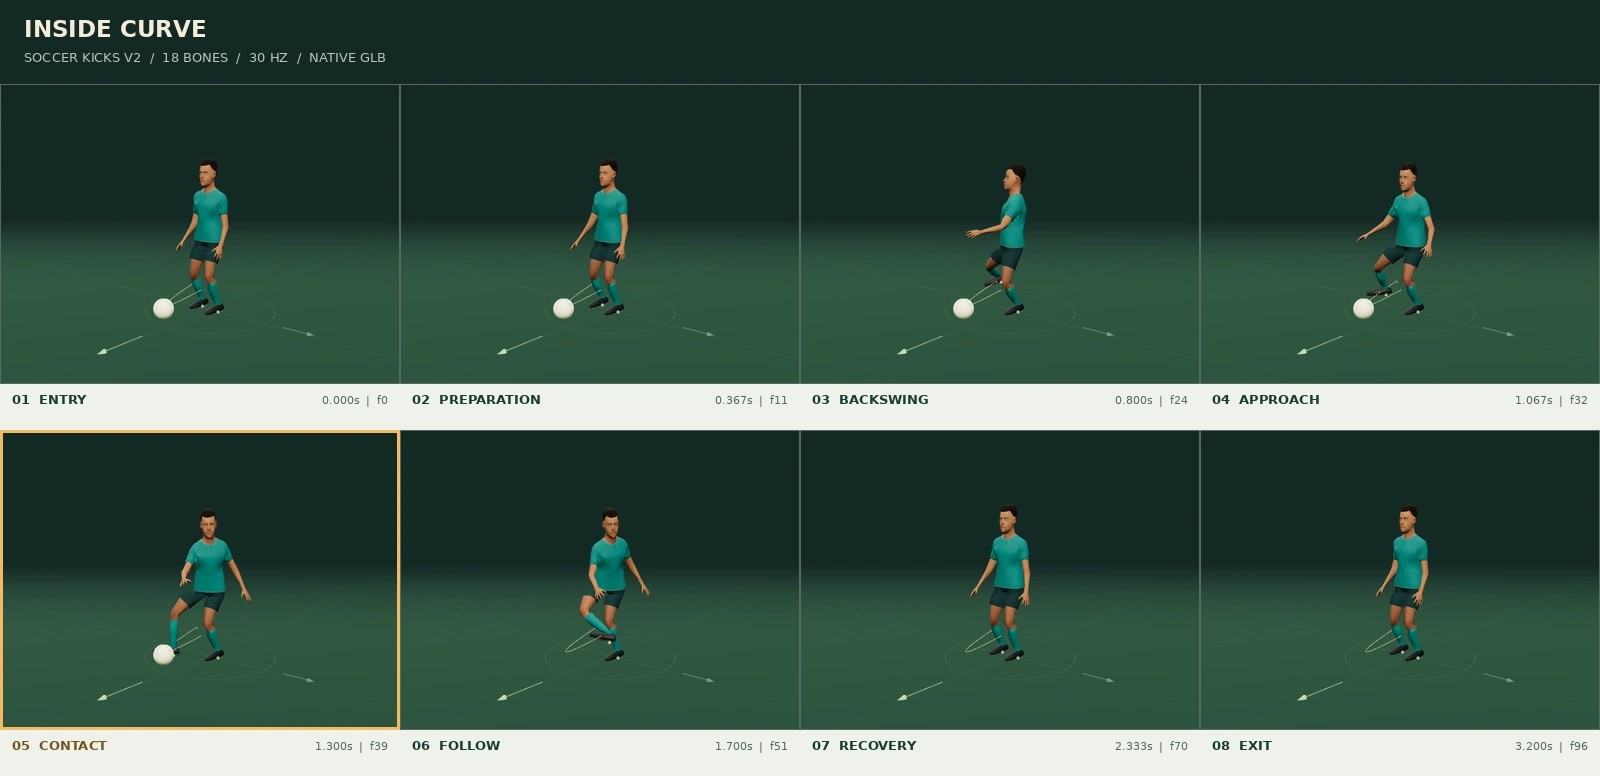 INSIDE CURVE
SOCCER KICKS V2 / 18 BONES / 30 HZ / NATIVE GLB
01 ENTRY 0.000s | f0
02 PREPARATION 0.367s | f11
03 BACKSWING 0.800s | f24
04 APPROACH 1.067s | f32
05 CONTACT 1.300s | f39
06 FOLLOW 1.700s | f51
07 RECOVERY 2.333s | f70
08 EXIT 3.200s | f96